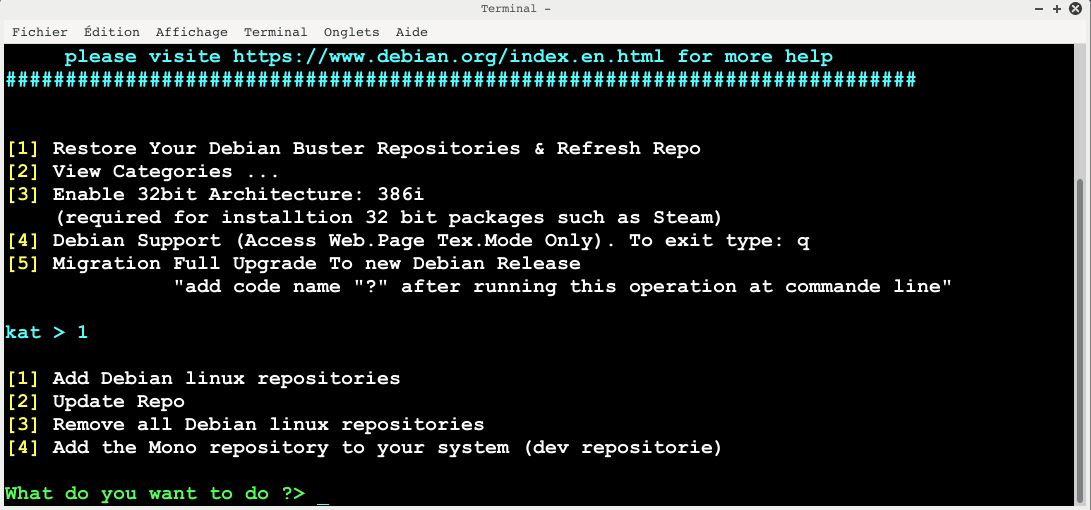 Terminal -
Fichier Édition Affichage Terminal Onglets Aide
please visite https://www.debian.org/index.en.html for more help
############################################################################
[1] Restore Your Debian Buster Repositories & Refresh Repo
[2] View Categories ...
[3] Enable 32bit Architecture: 386i
(required for installtion 32 bit packages such as Steam)
[4] Debian Support (Access Web.Page Tex.Mode Only). To exit type: q
[5] Migration Full Upgrade To new Debian Release
"add code name "?" after running this operation at commande line"
kat > 1
[1] Add Debian linux repositories
[2] Update Repo
[3] Remove all Debian linux repositories
[4] Add the Mono repository to your system (dev repositorie)
What do you want to do ?> _